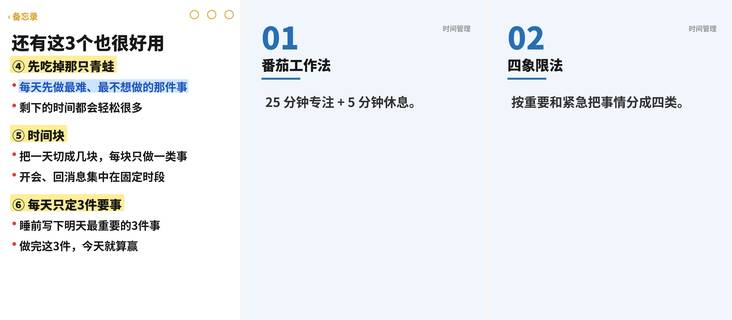 ‹ 备忘录
还有这3个也很好用
④ 先吃掉那只青蛙
• 每天先做最难、最不想做的那件事
• 剩下的时间都会轻松很多
⑤ 时间块
• 把一天切成几块，每块只做一类事
• 开会、回消息集中在固定时段
⑥ 每天只定3件要事
• 睡前写下明天最重要的3件事
• 做完这3件，今天就算赢
01
时间管理
番茄工作法
25 分钟专注 + 5 分钟休息。
02
时间管理
四象限法
按重要和紧急把事情分成四类。